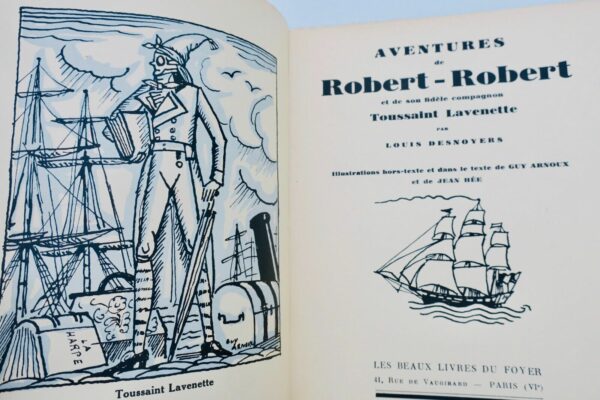 LA
HARPE
GUY
ARNOUX
Toussaint Lavenette
AVENTURES
de
Robert-Robert
et de son fidèle compagnon
Toussaint Lavenette
PAR
LOUIS DESNOYERS
Illustrations hors-texte et dans le texte de GUY ARNOUX
et de JEAN HÉE
LES BEAUX LIVRES DU FOYER
41, RUE DE VAUGIRARD — PARIS (VIe)